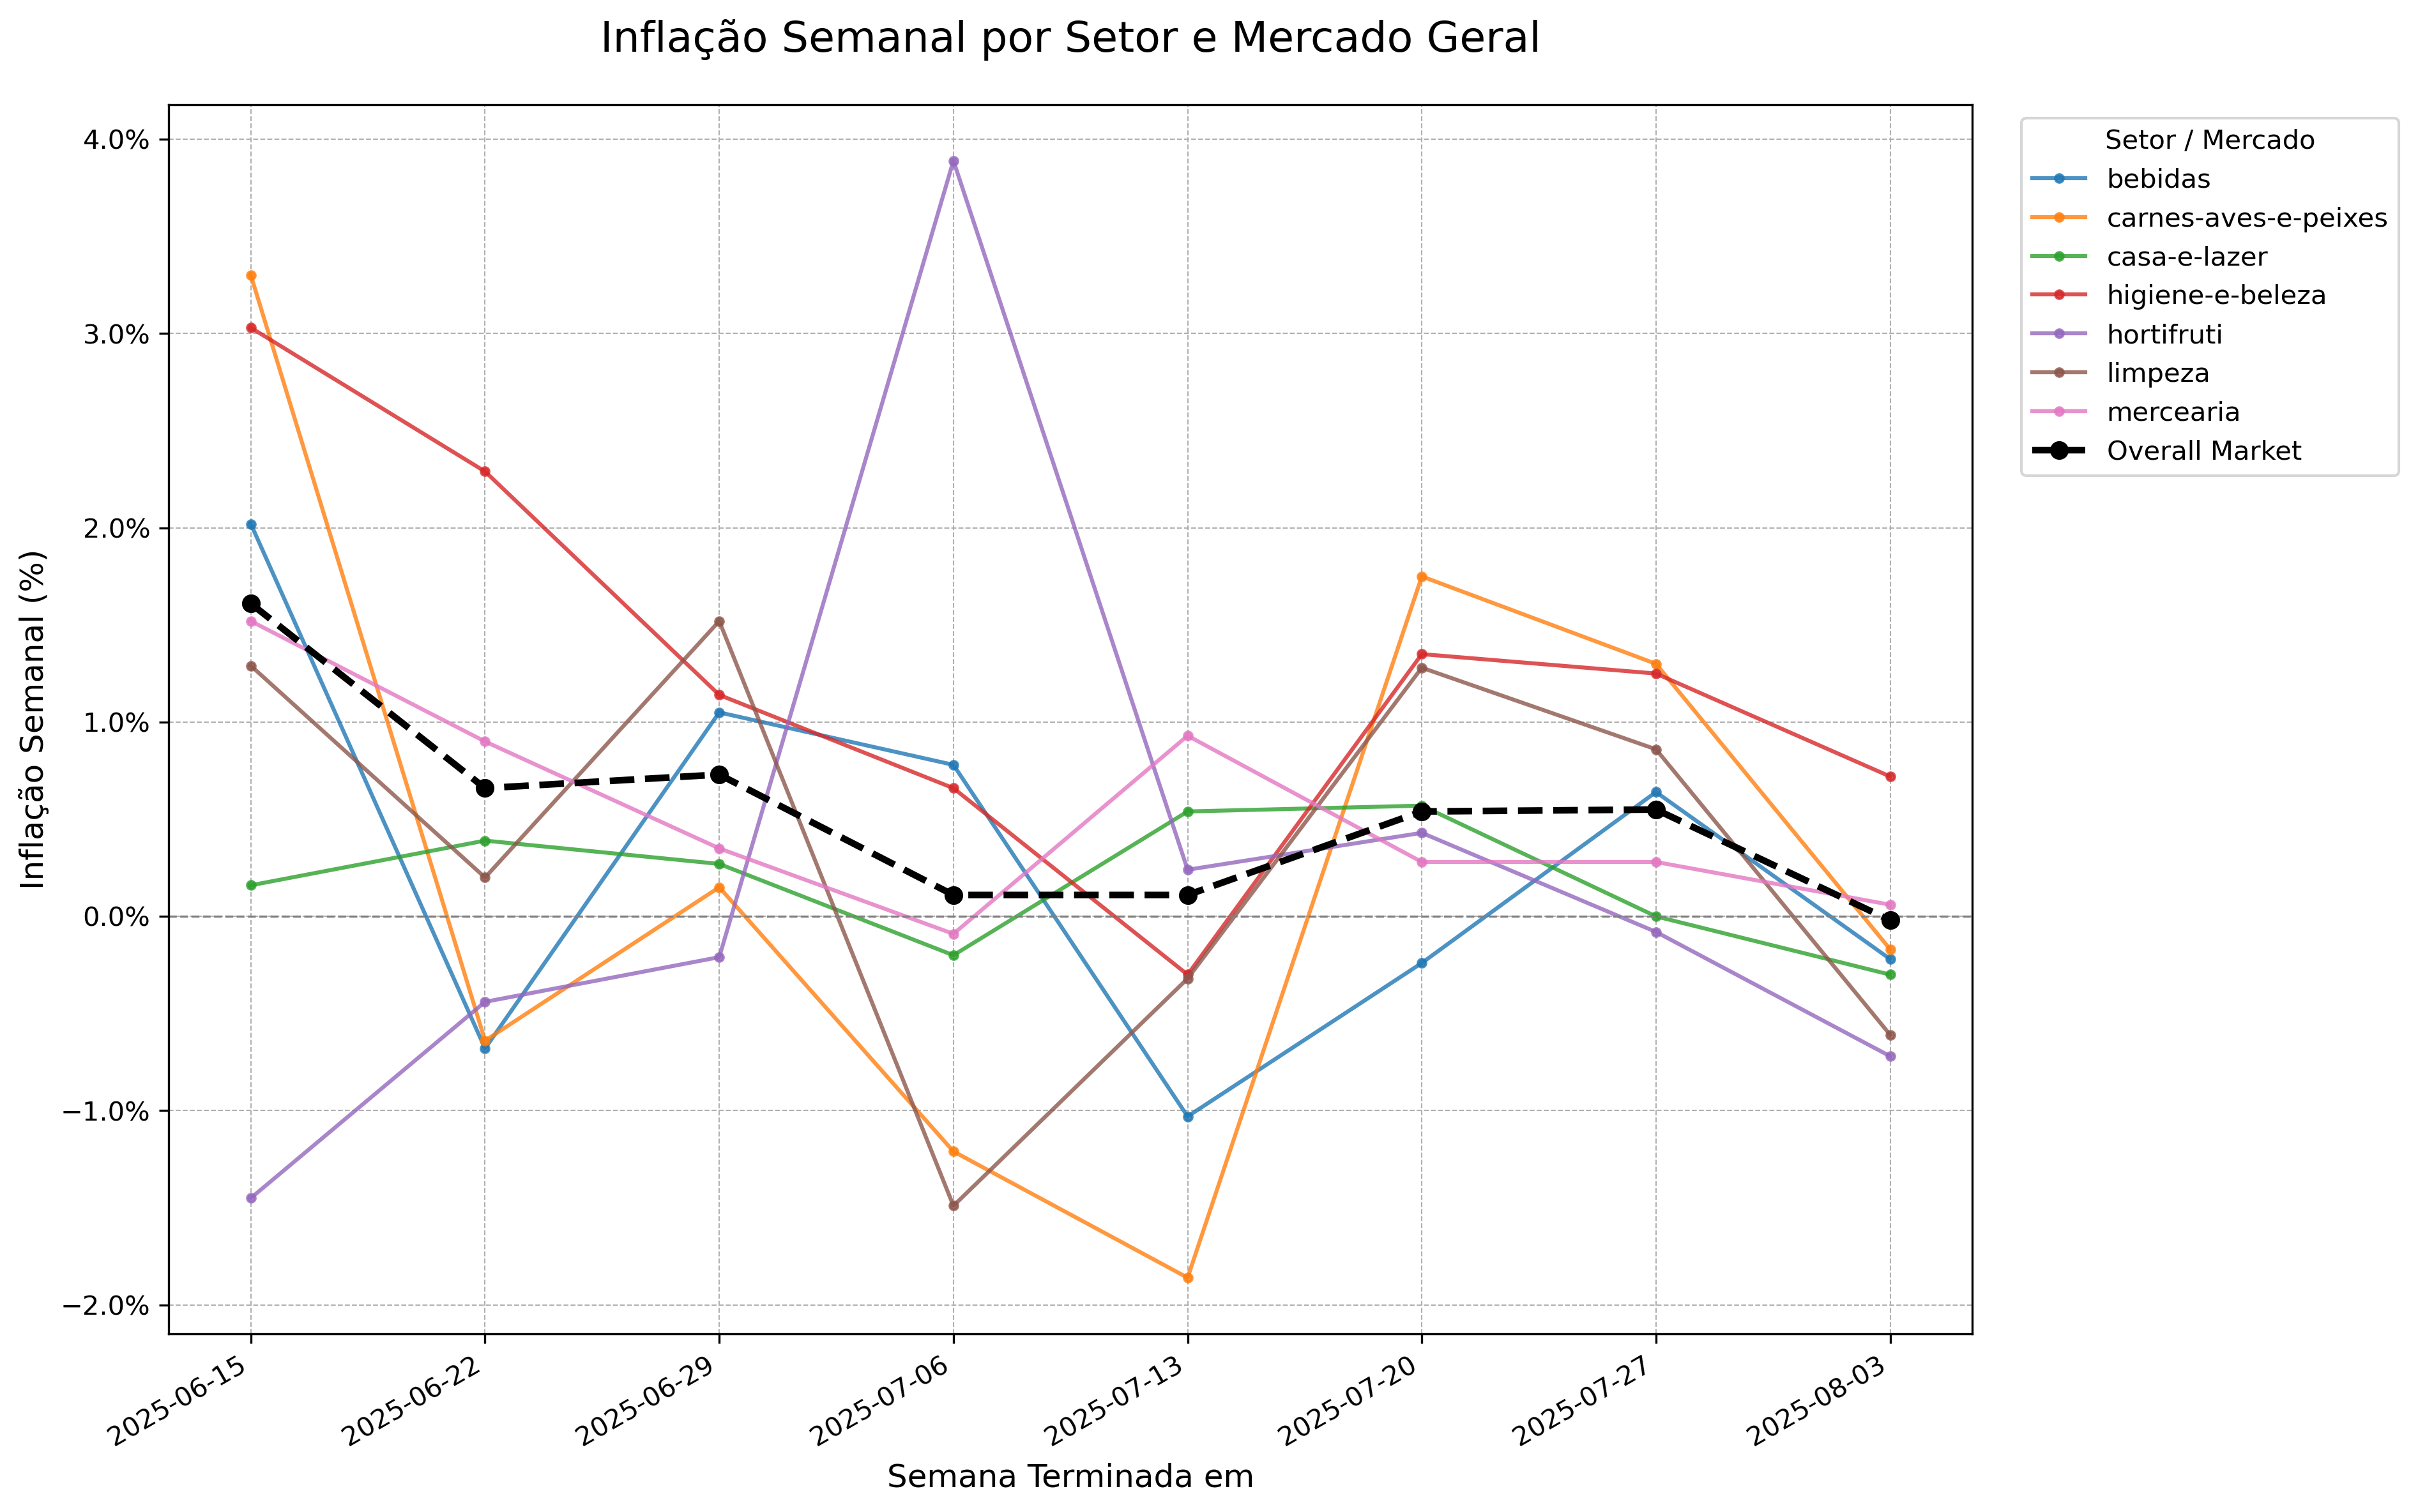 Inflação Semanal por Setor e Mercado Geral
Inflação Semanal (%)
4.0%
3.0%
2.0%
1.0%
0.0%
−1.0%
−2.0%
2025-06-15
2025-06-22
2025-06-29
2025-07-06
2025-07-13
2025-07-20
2025-07-27
2025-08-03
Semana Terminada em
Setor / Mercado
bebidas
carnes-aves-e-peixes
casa-e-lazer
higiene-e-beleza
hortifruti
limpeza
mercearia
Overall Market